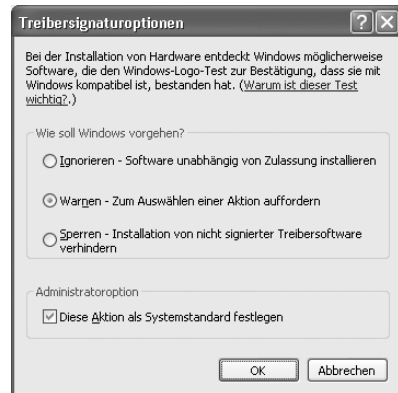 Treibersignaturoptionen
Bei der Installation von Hardware entdeckt Windows möglicherweise
Software, die den Windows-Logo-Test zur Bestätigung, dass sie mit
Windows kompatibel ist, bestanden hat. (Warum ist dieser Test
wichtig?.)
Wie soll Windows vorgehen?
Ignorieren - Software unabhängig von Zulassung installieren
Warnen - Zum Auswählen einer Aktion auffordern
Sperren - Installation von nicht signierter Treibersoftware
verhindern
Administratoroption
Diese Aktion als Systemstandard festlegen
OK Abbrechen